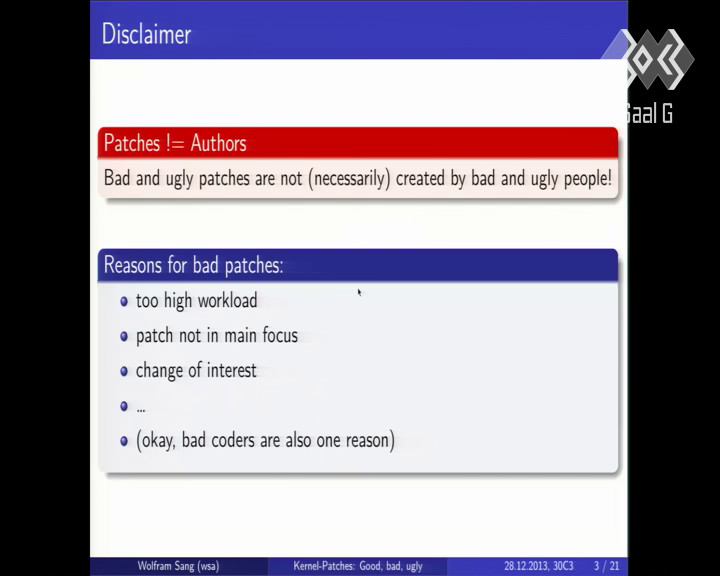 Disclaimer
Saal G
Patches != Authors
Bad and ugly patches are not (necessarily) created by bad and ugly people!
Reasons for bad patches:
too high workload
patch not in main focus
change of interest
...
(okay, bad coders are also one reason)
Wolfram Sang (wsa) Kernel-Patches: Good, bad, ugly 28.12.2013, 30C3 3 / 21